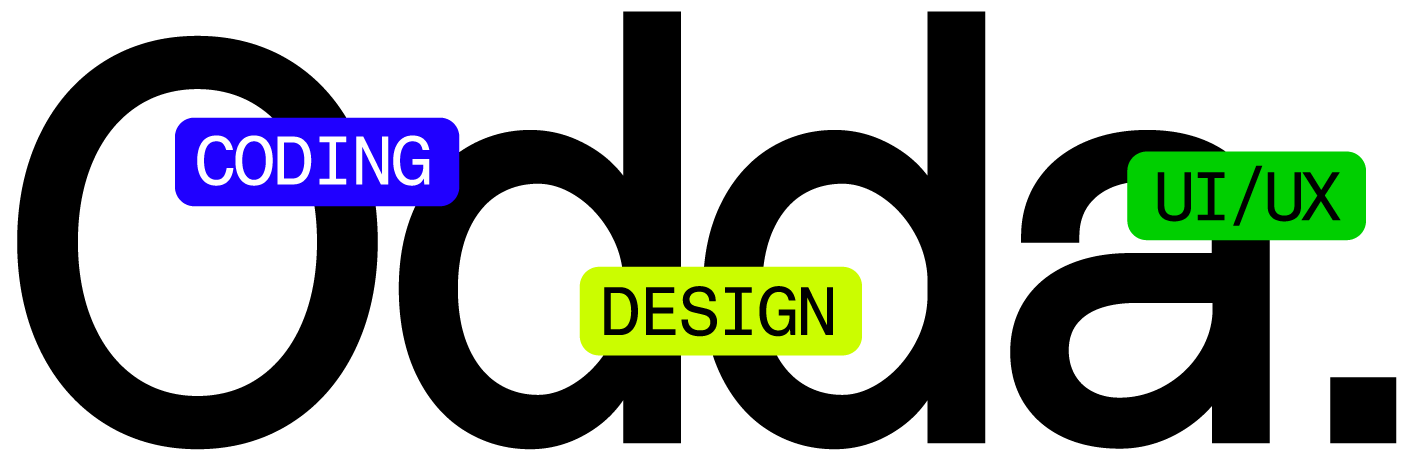 Odda.
CODING
DESIGN
UI/UX